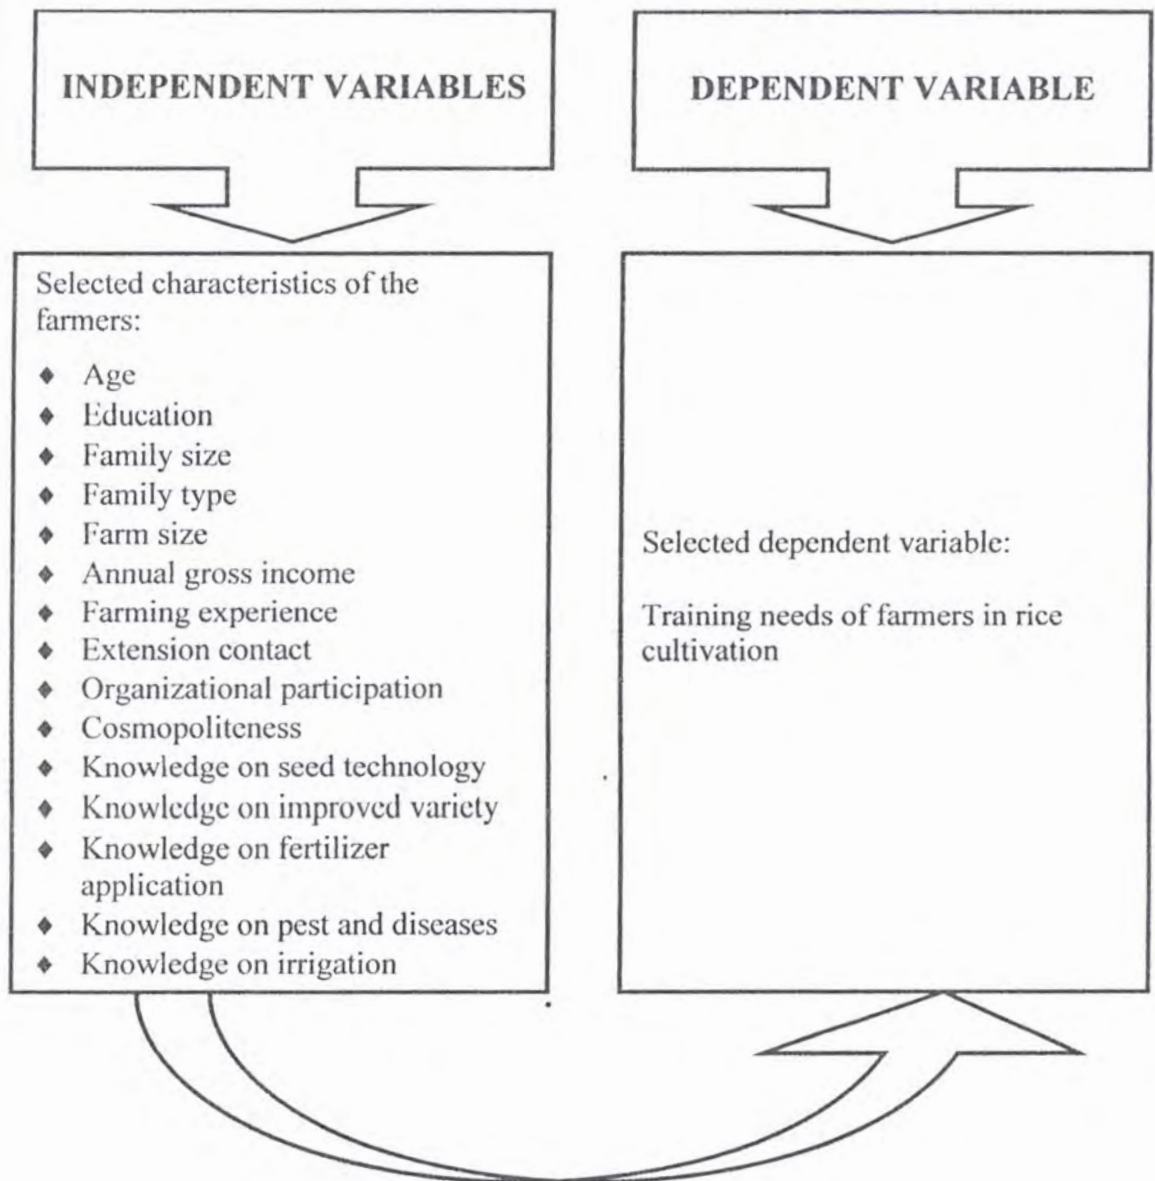 INDEPENDENT VARIABLES
DEPENDENT VARIABLE
Selected characteristics of the
farmers:
♦ Age
♦ Education
♦ Family size
♦ Family type
♦ Farm size
♦ Annual gross income
♦ Farming experience
♦ Extension contact
♦ Organizational participation
♦ Cosmopoliteness
♦ Knowledge on seed technology
♦ Knowledge on improved variety
♦ Knowledge on fertilizer
application
♦ Knowledge on pest and diseases
♦ Knowledge on irrigation
Selected dependent variable:
Training needs of farmers in rice
cultivation